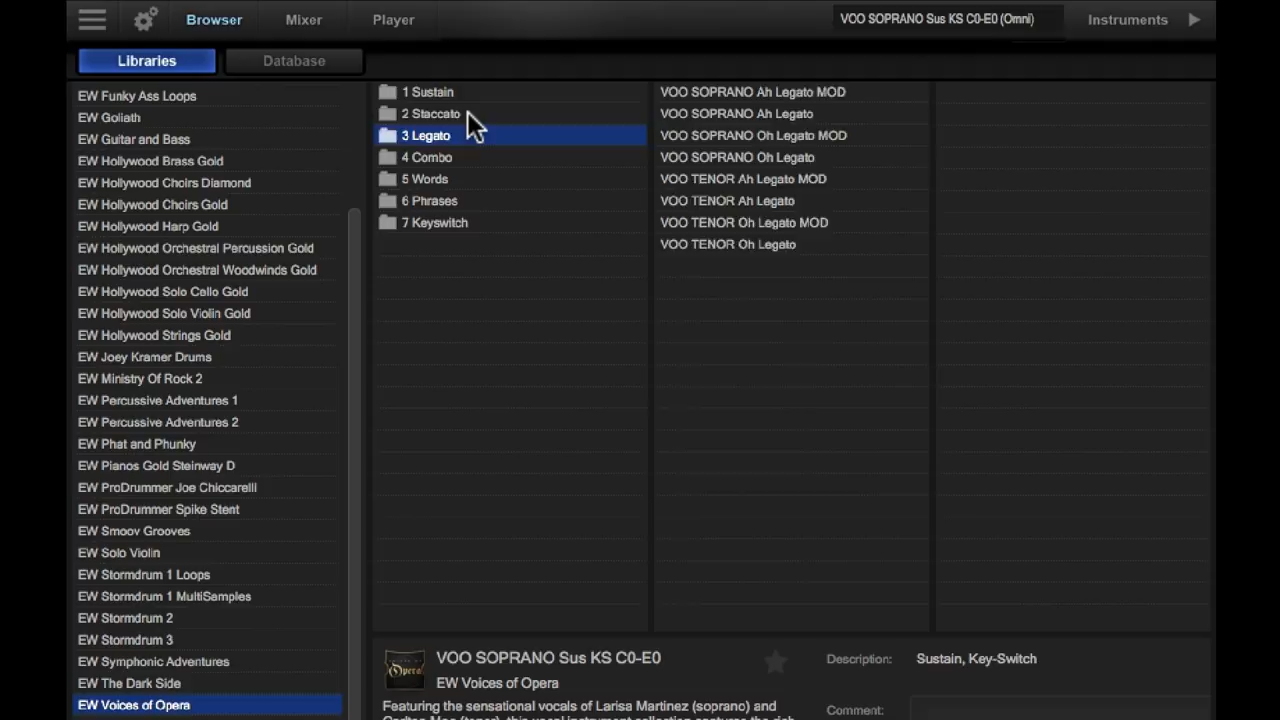 Browser
Mixer
Player
VOO SOPRANO Sus KS C0-E0 (Omni)
Instruments
Libraries
Database
EW Funky Ass Loops
EW Goliath
EW Guitar and Bass
EW Hollywood Brass Gold
EW Hollywood Choirs Diamond
EW Hollywood Choirs Gold
EW Hollywood Harp Gold
EW Hollywood Orchestral Percussion Gold
EW Hollywood Orchestral Woodwinds Gold
EW Hollywood Solo Cello Gold
EW Hollywood Solo Violin Gold
EW Hollywood Strings Gold
EW Joey Kramer Drums
EW Ministry Of Rock 2
EW Percussive Adventures 1
EW Percussive Adventures 2
EW Phat and Phunky
EW Pianos Gold Steinway D
EW ProDrummer Joe Chiccarelli
EW ProDrummer Spike Stent
EW Smoov Grooves
EW Solo Violin
EW Stormdrum 1 Loops
EW Stormdrum 1 MultiSamples
EW Stormdrum 2
EW Stormdrum 3
EW Symphonic Adventures
EW The Dark Side
EW Voices of Opera
1 Sustain
2 Staccato
3 Legato
4 Combo
5 Words
6 Phrases
7 Keyswitch
VOO SOPRANO Ah Legato MOD
VOO SOPRANO Ah Legato
VOO SOPRANO Oh Legato MOD
VOO SOPRANO Oh Legato
VOO TENOR Ah Legato MOD
VOO TENOR Ah Legato
VOO TENOR Oh Legato MOD
VOO TENOR Oh Legato
Opera
VOO SOPRANO Sus KS C0-E0
EW Voices of Opera
Featuring the sensational vocals of Larisa Martinez (soprano) and
Description: Sustain, Key-Switch
Comment: